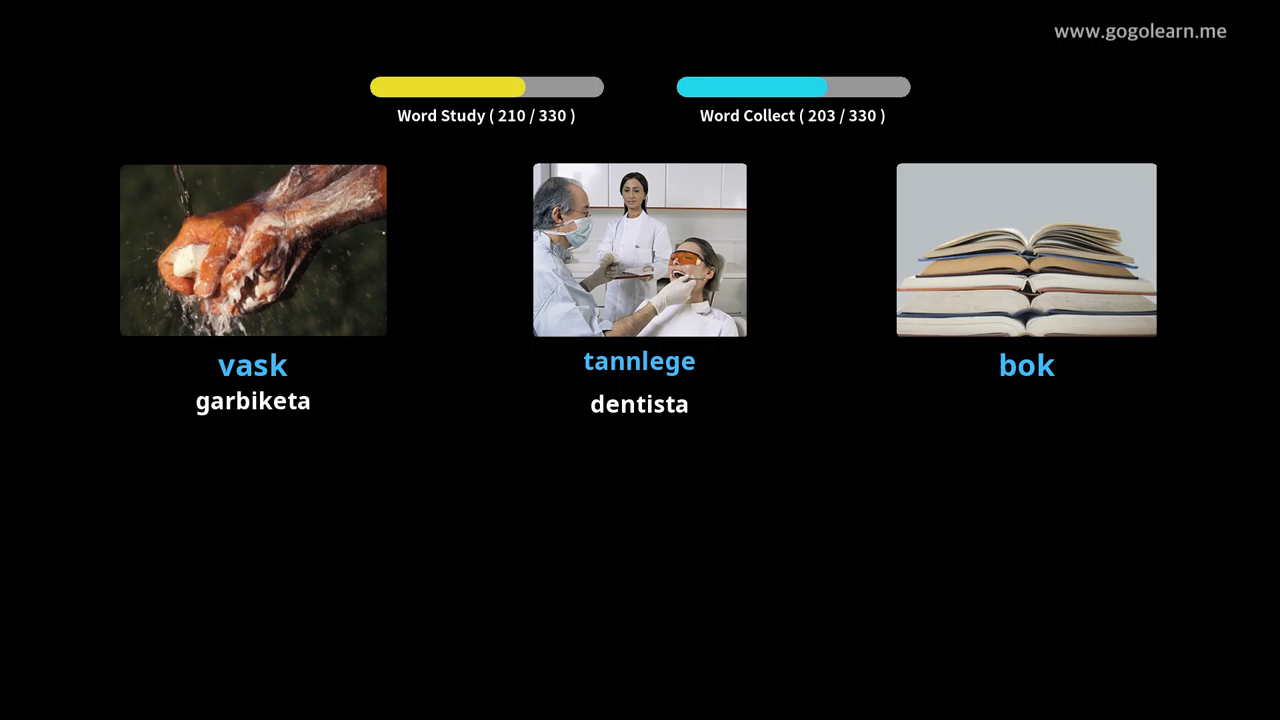 www.gogolearn.me
Word Study ( 210 / 330 )
Word Collect ( 203 / 330 )
vask
garbiketa
tannlege
dentista
bok